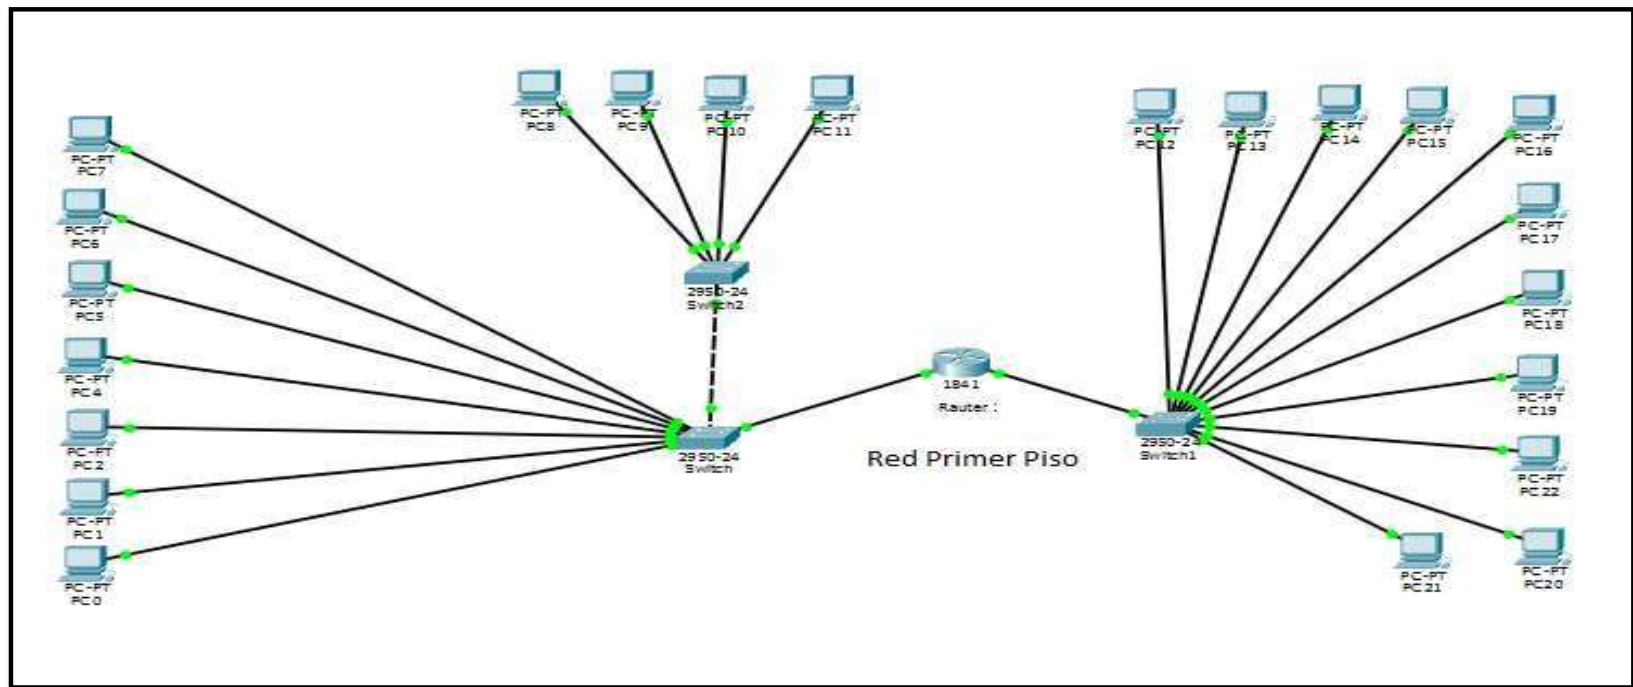 PC-PT
PC8
PC-PT
PC9
PC-PT
PC10
PC-PT
PC11
PC-PT
PC12
PC-PT
PC13
PC-PT
PC14
PC-PT
PC15
PC-PT
PC16
PC-PT
PC7
PC-PT
PC6
PC-PT
PC5
PC-PT
PC4
PC-PT
PC2
PC-PT
PC1
PC-PT
PC0
2950-24
Switch2
2950-24
Switch
1841
Rauter :
Red Primer Piso
2950-24
Switch1
PC-PT
PC17
PC-PT
PC18
PC-PT
PC19
PC-PT
PC22
PC-PT
PC20
PC-PT
PC21